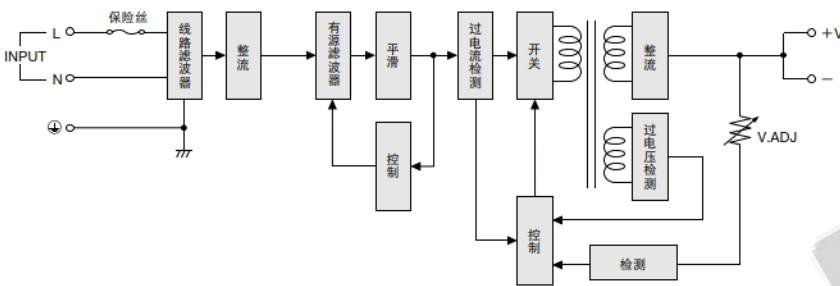 保险丝
L
INPUT
N
线路滤波器
整流
有源滤波器
平滑
过电流检测
开关
整流
+V
−
控制
过电压检测
V.ADJ
控制
检测